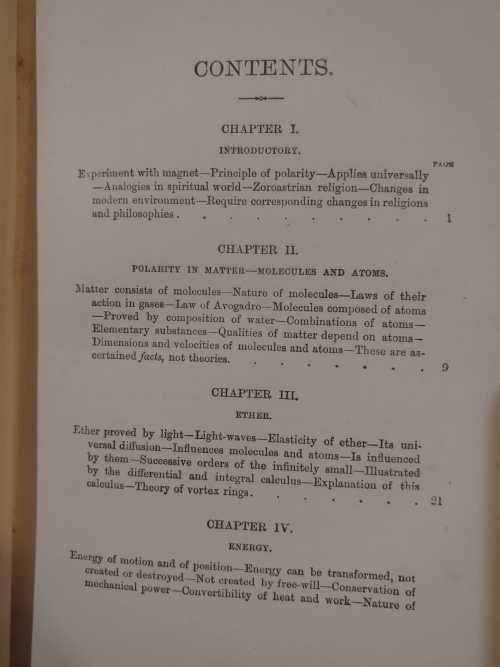 CONTENTS.
CHAPTER I.
INTRODUCTORY.
PAGE
Experiment with magnet—Principle of polarity—Applies universally
—Analogies in spiritual world—Zoroastrian religion—Changes in
modern environment—Require corresponding changes in religions
and philosophies . . . . . . . . . . 1
CHAPTER II.
POLARITY IN MATTER—MOLECULES AND ATOMS.
Matter consists of molecules—Nature of molecules—Laws of their
action in gases—Law of Avogadro—Molecules composed of atoms
—Proved by composition of water—Combinations of atoms—
Elementary substances—Qualities of matter depend on atoms—
Dimensions and velocities of molecules and atoms—These are as-
certained facts, not theories. . . . . . . . 9
CHAPTER III.
ETHER.
Ether proved by light—Light-waves—Elasticity of ether—Its uni-
versal diffusion—Influences molecules and atoms—Is influenced
by them—Successive orders of the infinitely small—Illustrated
by the differential and integral calculus—Explanation of this
calculus—Theory of vortex rings . . . . . . 21
CHAPTER IV.
ENERGY.
Energy of motion and of position—Energy can be transformed, not
created or destroyed—Not created by free-will—Conservation of
mechanical power—Convertibility of heat and work—Nature of